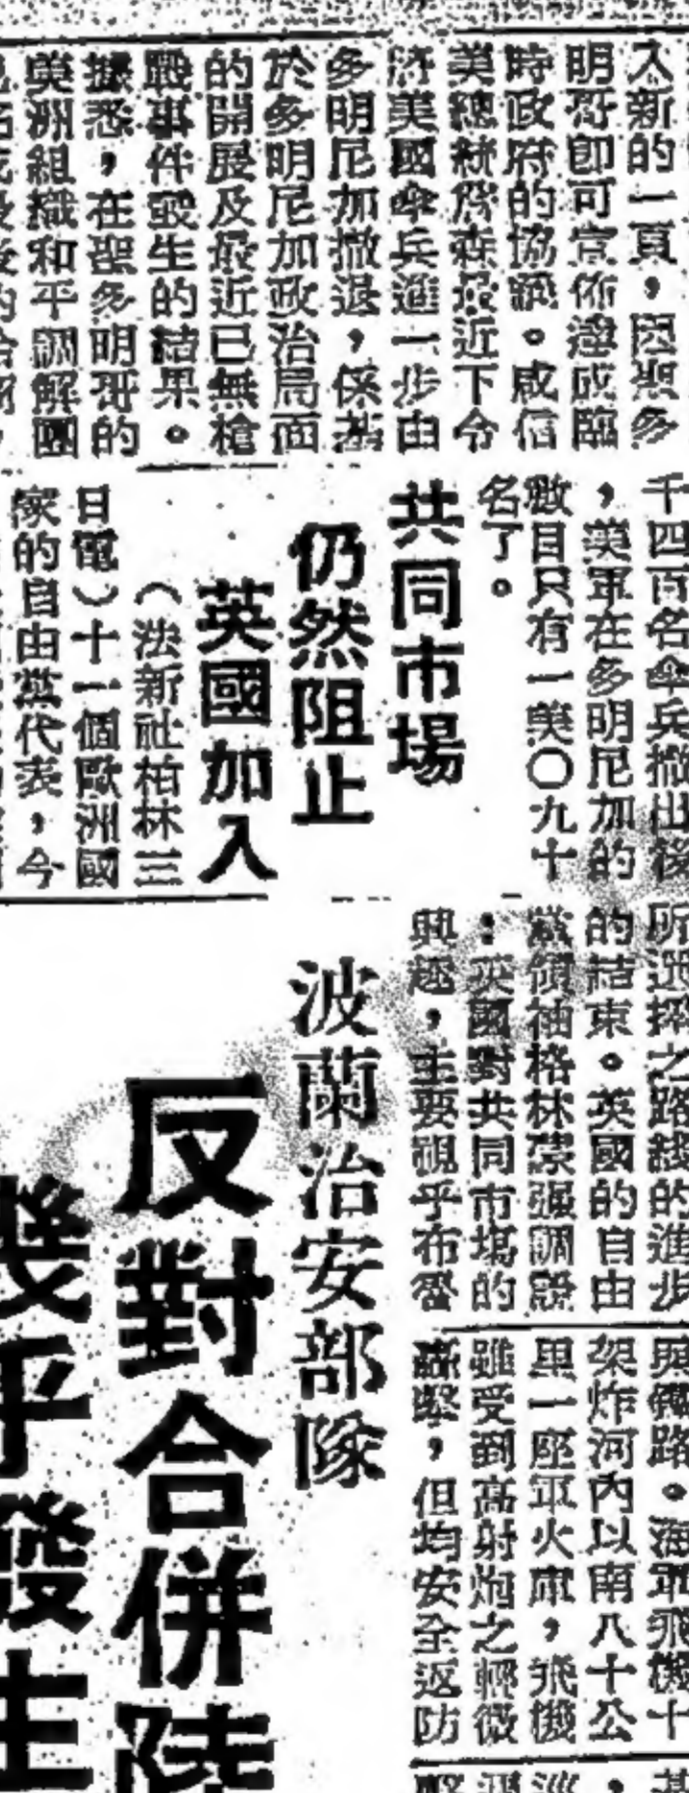 入新的一頁，因聖多
明哥即可宣佈達成臨
時政府的協議。咸信
美總統詹森最近下令
許美國傘兵進一步由
多明尼加撤退，係基
於多明尼加政治局面
的開展及最近已無槍
戰事件發生的結果。
據悉，在聖多明哥的
美洲組織和平調解團
千四百名傘兵撤出後
，美軍在多明尼加的
數目只有一美〇九十
名了。
共同市場
仍然阻止
英國加入
（法新社柏林三
日電）十一個歐洲國
家的自由黨代表，今
所選擇之路綫的進步
的結束。英國的自由
黨領袖格林蒙强調說
：英國對共同市場的
興趣，主要視乎布魯
與鐵路。海軍飛機十
架炸河內以南八十公
里一座軍火庫，飛機
雖受到高射炮之輕微
，但均安全返防
波蘭治安部隊
反對合併陸
幾乎發生